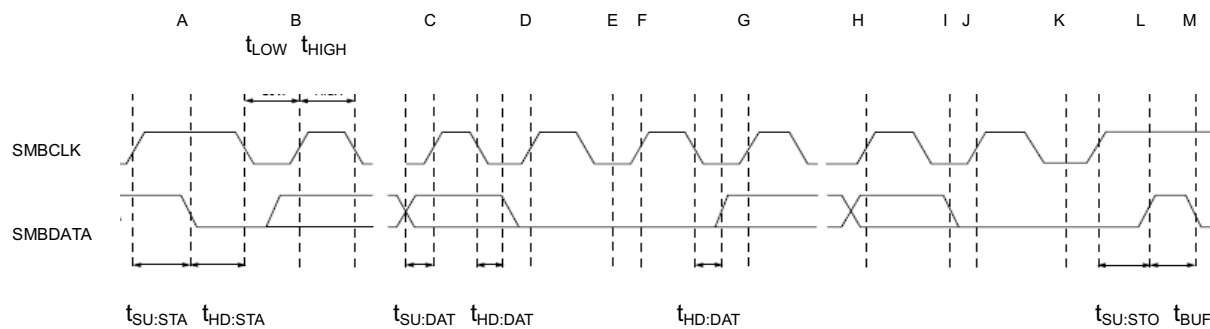 A B C D E F G H I J K L M
tLOW tHIGH
SMBCLK
SMBDATA
tSU:STA tHD:STA tSU:DAT tHD:DAT tHD:DAT tSU:STO tBUF